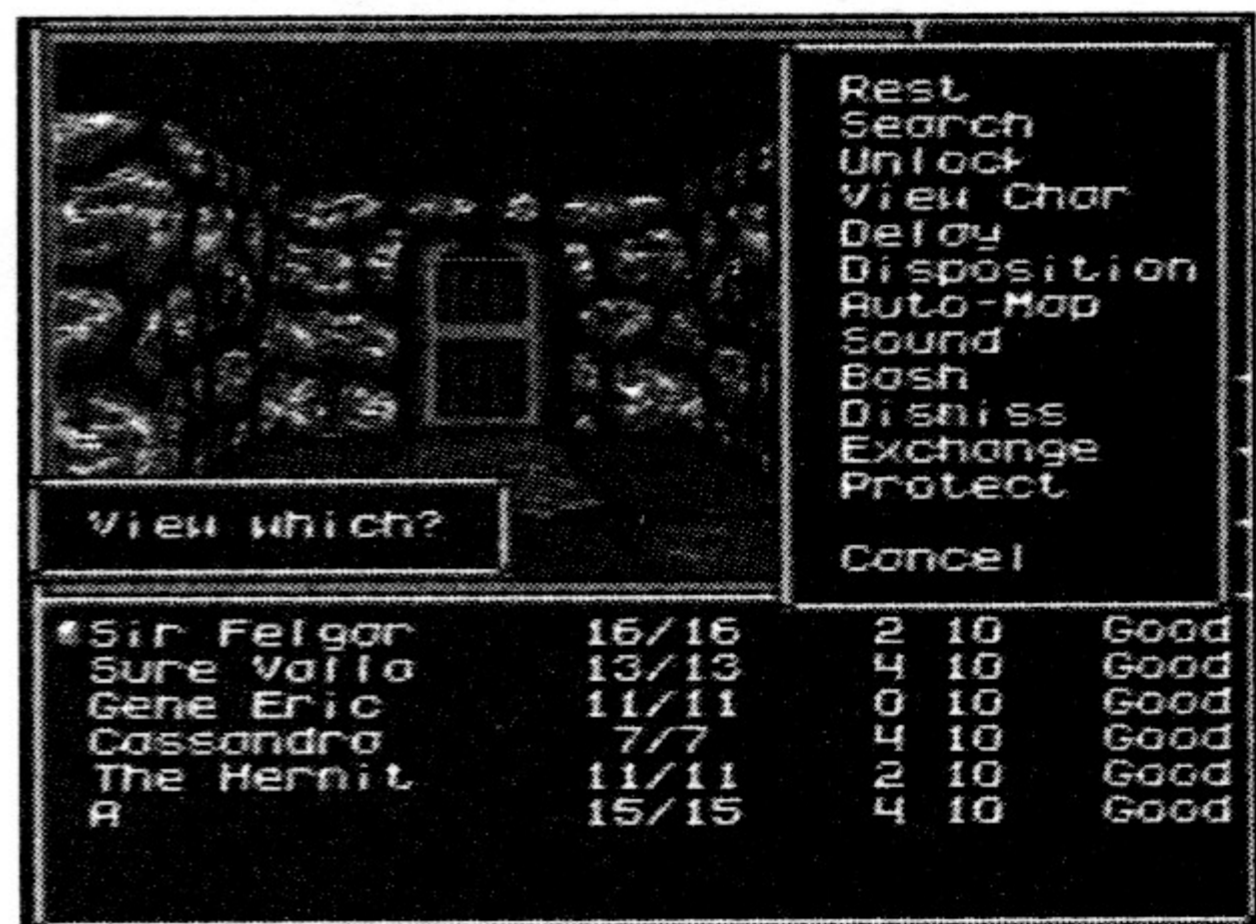 Rest
Search
Unlock
View Char
Delay
Disposition
Auto-Map
Sound
Bash
Dismiss
Exchange
Protect
Cancel
View which?
Sir Felgar 16/16 2 10 Good
Sure Valla 13/13 4 10 Good
Gene Eric 11/11 0 10 Good
Cassandra 7/7 4 10 Good
The Hermit 11/11 2 10 Good
A 15/15 4 10 Good